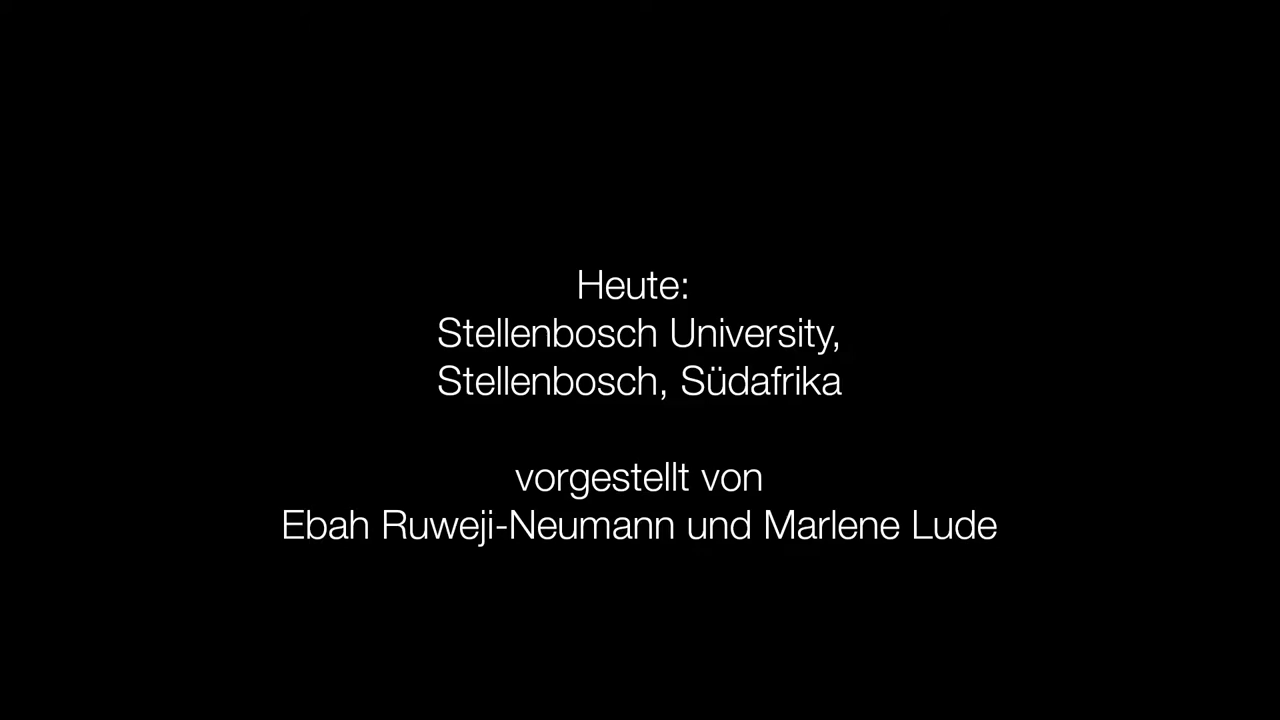 Heute:
Stellenbosch University,
Stellenbosch, Südafrika
vorgestellt von
Ebah Ruweji-Neumann und Marlene Lude